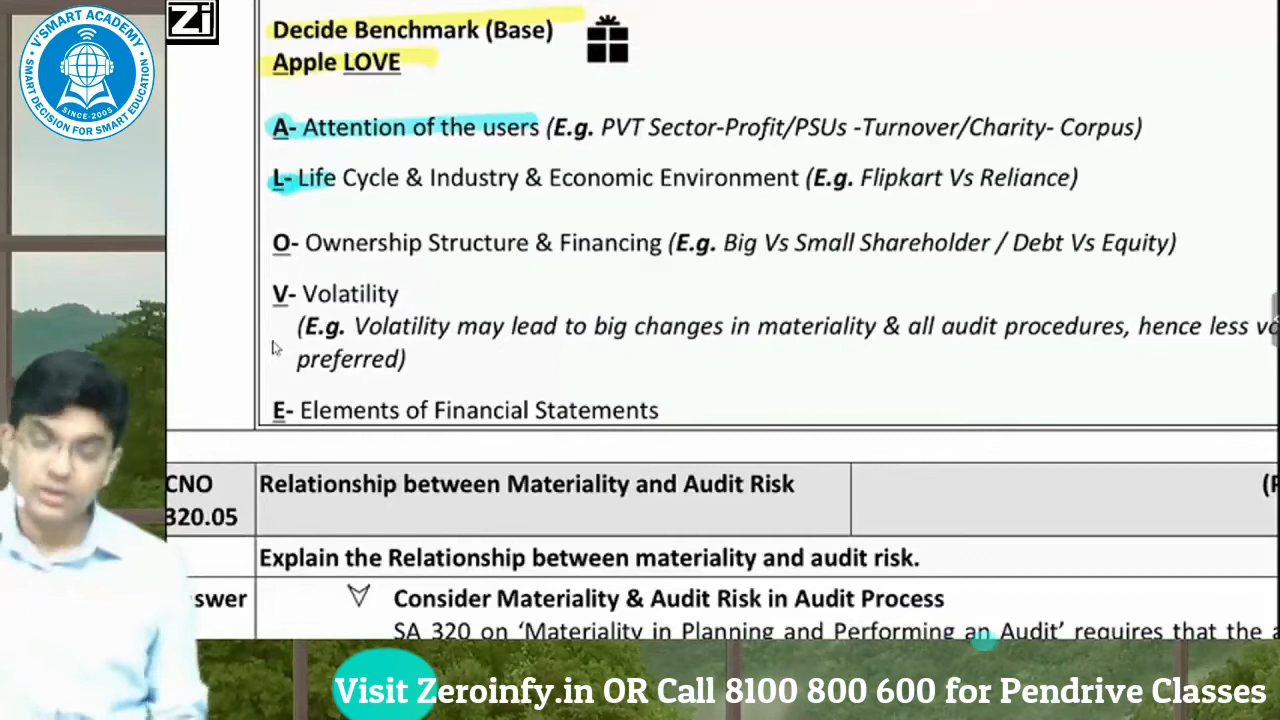 V'SMART ACADEMY
SINCE-2005
SMART DECISION FOR SMART EDUCATION
Zi
Decide Benchmark (Base)
Apple LOVE
A- Attention of the users (E.g. PVT Sector-Profit/PSUs -Turnover/Charity- Corpus)
L- Life Cycle & Industry & Economic Environment (E.g. Flipkart Vs Reliance)
O- Ownership Structure & Financing (E.g. Big Vs Small Shareholder / Debt Vs Equity)
V- Volatility
(E.g. Volatility may lead to big changes in materiality & all audit procedures, hence less
preferred)
E- Elements of Financial Statements
CNO
320.05
Relationship between Materiality and Audit Risk
Explain the Relationship between materiality and audit risk.
swer
Consider Materiality & Audit Risk in Audit Process
SA 320 on ‘Materiality in Planning and Performing an Audit’ requires that the
Visit Zeroinfy.in OR Call 8100 800 600 for Pendrive Classes